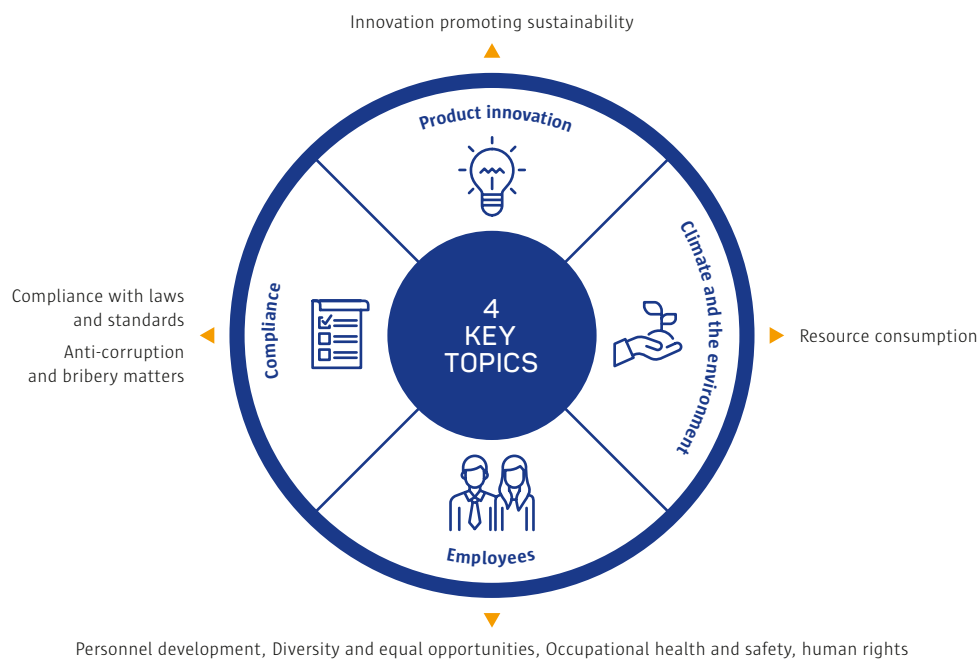 Innovation promoting sustainability
Product innovation
Climate and the environment
Compliance
4
KEY
TOPICS
Compliance with laws
and standards
Anti-corruption
and bribery matters
Resource consumption
Employees
Personnel development, Diversity and equal opportunities, Occupational health and safety, human rights